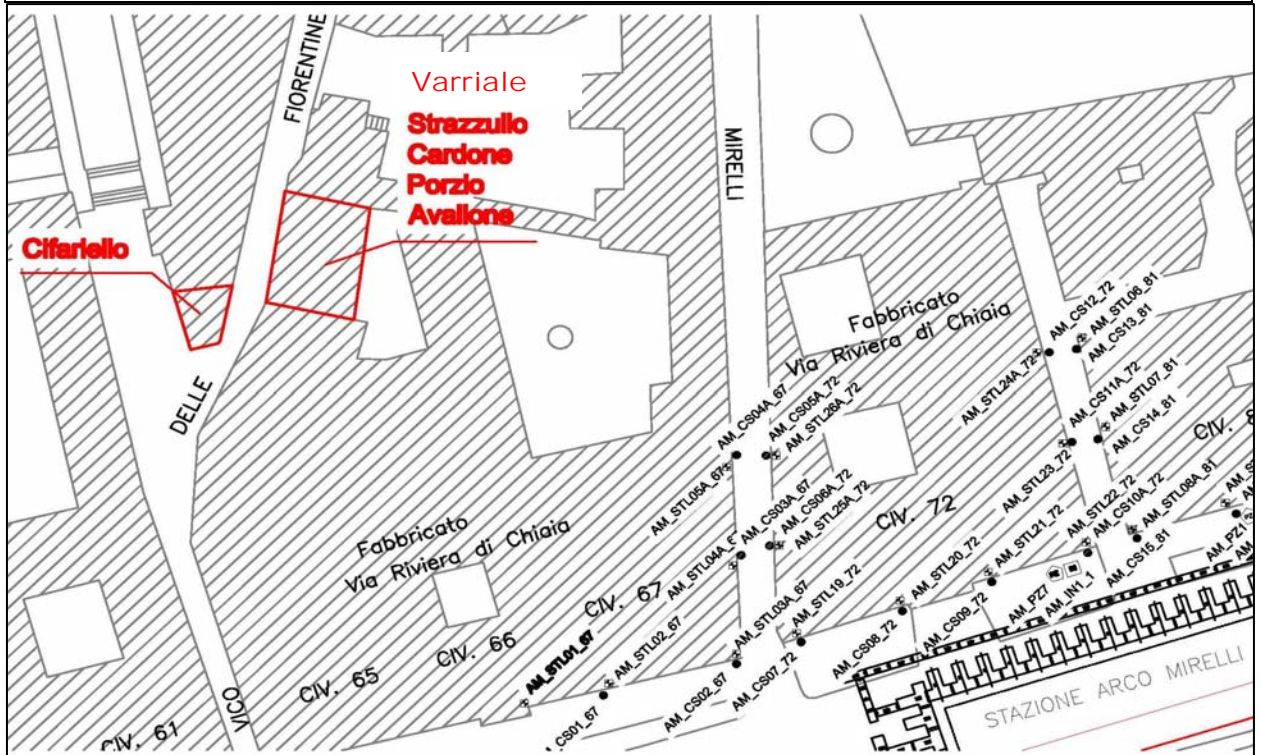 FIORENTINE
Varriale
Strazzullo
Cardone
Porzio
Avallone
Cifariello
MIRELLI
DELLE
VICO
Fabbricato
Via Riviera di Chiaia
Fabbricato
Via Riviera di Chiaia
CIV. 61
CIV. 65
CIV. 66
CIV. 67
CIV. 72
CIV.
AM_CS12_72
AM_STL06_81
AM_CS13_81
AM_STL24A_72
AM_CS11A_72
AM_STL07_81
AM_CS14_81
AM_STL23_72
AM_CS04A_67
AM_CS05A_72
AM_STL26A_72
AM_STL05A_67
AM_CS03A_67
AM_CS06A_72
AM_STL25A_72
AM_STL04A_6
AM_STL22_72
AM_CS10A_72
AM_STL08A_81
AM_CS15_81
AM_STL21_72
AM_STL20_72
AM_CS09_72
AM_CS08_72
AM_PZ7
AM_IN1_1
AM_PZ1
AM_STL03A_67
AM_STL19_72
AM_CS07_72
AM_CS02_67
AM_STL02_67
AM_STL01_67
CS01_67
STAZIONE ARCO MIRELLI